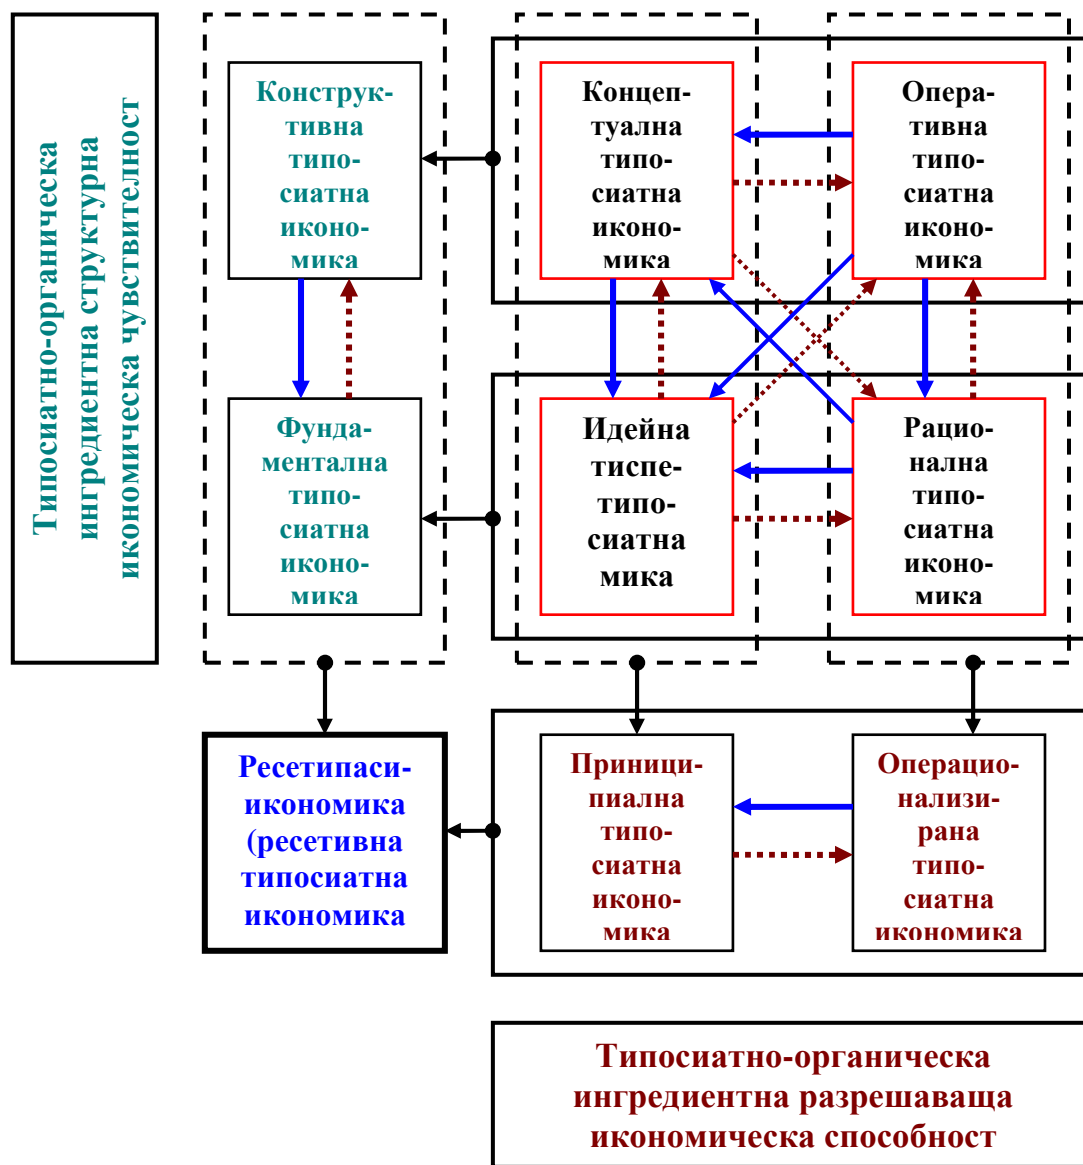 Типосиатно-органическа
ингредиентна структурна
икономическа чувствителност
Конструк-
тивна
типо-
сиатна
иконо-
мика
Концеп-
туална
типо-
сиатна
иконо-
мика
Опера-
тивна
типо-
сиатна
иконо-
мика
Фунда-
ментална
типо-
сиатна
иконо-
мика
Идейна
тиспе-
типо-
сиатна
мика
Рацио-
нална
типо-
сиатна
иконо-
мика
Ресетипаси-
икономика
(ресетивна
типосиатна
икономика
Приници-
пиална
типо-
сиатна
иконо-
мика
Операцио-
нализи-
рана
типо-
сиатна
икономика
Типосиатно-органическа
ингредиентна разрешаваща
икономическа способност